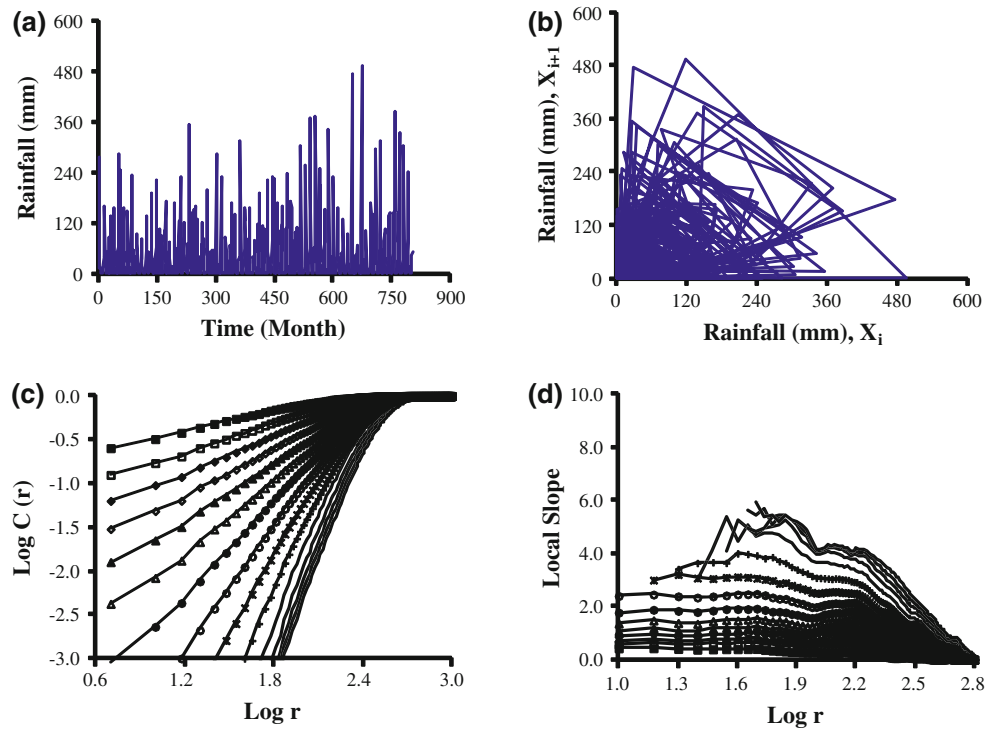 (a)
600
480
360
240
120
0
Rainfall (mm)
0 150 300 450 600 750 900
Time (Month)
(b)
600
480
360
240
120
0
Rainfall (mm), Xi+1
0 120 240 360 480 600
Rainfall (mm), Xi
(c)
0.0
-0.5
-1.0
-1.5
-2.0
-2.5
-3.0
Log C (r)
0.6 1.2 1.8 2.4 3.0
Log r
(d)
10.0
8.0
6.0
4.0
2.0
0.0
Local Slope
1.0 1.3 1.6 1.9 2.2 2.5 2.8
Log r